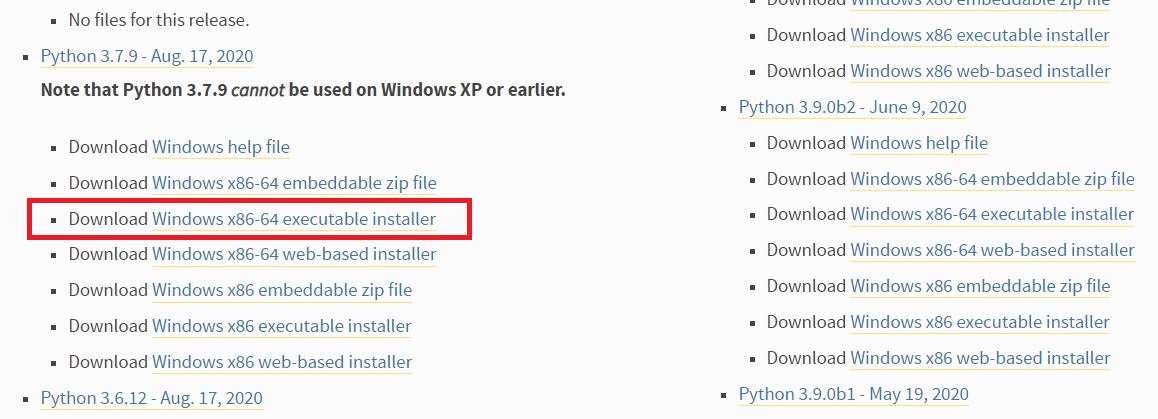 No files for this release.
Python 3.7.9 - Aug. 17, 2020
Note that Python 3.7.9 cannot be used on Windows XP or earlier.
Download Windows help file
Download Windows x86-64 embeddable zip file
Download Windows x86-64 executable installer
Download Windows x86-64 web-based installer
Download Windows x86 embeddable zip file
Download Windows x86 executable installer
Download Windows x86 web-based installer
Python 3.6.12 - Aug. 17, 2020
Download Windows x86 embeddable zip file
Download Windows x86 executable installer
Download Windows x86 web-based installer
Python 3.9.0b2 - June 9, 2020
Download Windows help file
Download Windows x86-64 embeddable zip file
Download Windows x86-64 executable installer
Download Windows x86-64 web-based installer
Download Windows x86 embeddable zip file
Download Windows x86 executable installer
Download Windows x86 web-based installer
Python 3.9.0b1 - May 19, 2020